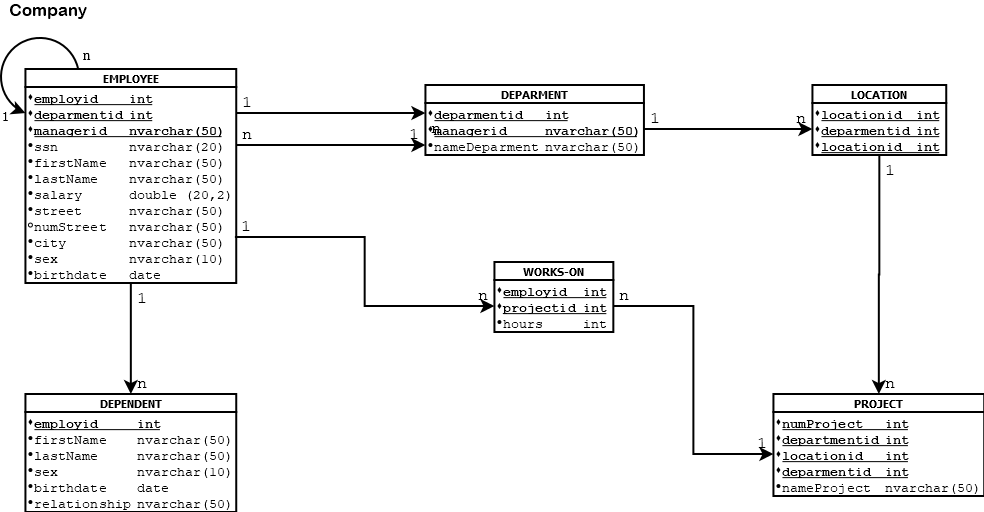 Company
n
1
EMPLOYEE
employid int
deparmentid int
managerid nvarchar(50)
ssn nvarchar(20)
firstName nvarchar(50)
lastName nvarchar(50)
salary double (20,2)
street nvarchar(50)
numStreet nvarchar(50)
city nvarchar(50)
sex nvarchar(10)
birthdate date
1
n
1
n
DEPARMENT
deparmentid int
managerid nvarchar(50)
nameDeparment nvarchar(50)
1
n
LOCATION
locationid int
deparmentid int
locationid int
1
1
n
WORKS-ON
employid int
projectid int
hours int
n
1
1
n
DEPENDENT
employid int
firstName nvarchar(50)
lastName nvarchar(50)
sex nvarchar(10)
birthdate date
relationship nvarchar(50)
n
PROJECT
numProject int
departmentid int
locationid int
deparmentid int
nameProject nvarchar(50)